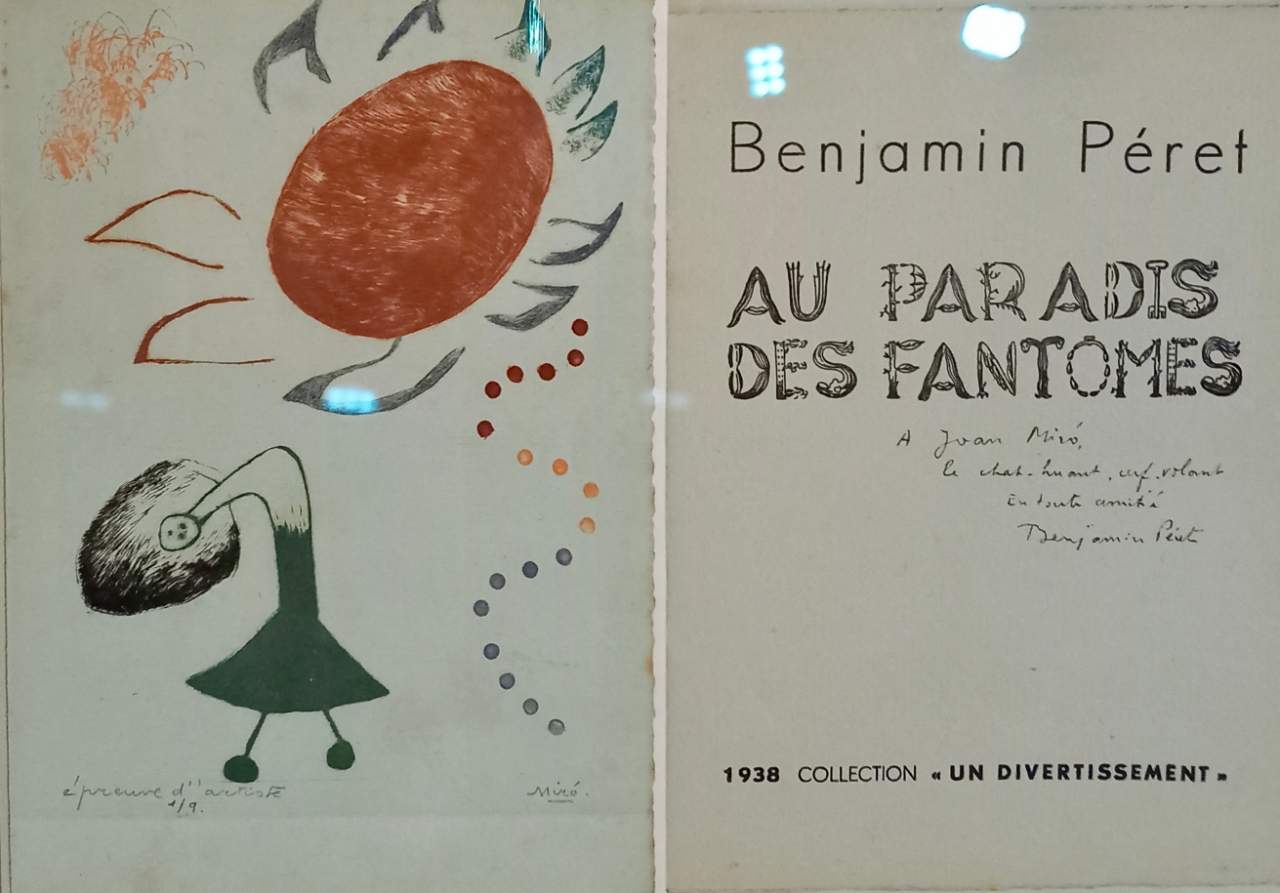 épreuve d'artiste
1/9.
Miró.
Benjamin Péret
AU PARADIS
DES FANTÔMES
A Joan Miró,
le chat-huant, cerf-volant
En toute amitié
Benjamin Péret
1938 COLLECTION « UN DIVERTISSEMENT »